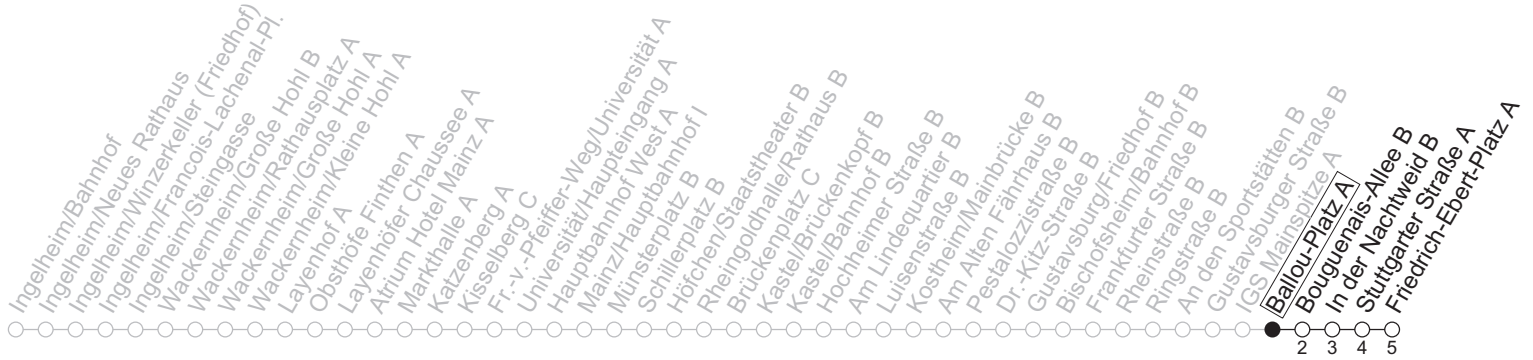 Ingelheim/Bahnhof
Ingelheim/Neues Rathaus
Ingelheim/Winzerkeller (Friedhof)
Ingelheim/Francois-Lachenal-Pl.
Ingelheim/Steingasse
Wackernheim/Große Hohl B
Wackernheim/Rathausplatz A
Wackernheim/Große Hohl A
Wackernheim/Kleine Hohl A
Layenhof A
Obsthöfe Finthen A
Layenhöfer Chaussee A
Atrium Hotel Mainz A
Markthalle A
Katzenberg A
Kisselberg C
Fr.-v.-Pfeiffer-Weg/Universität A
Universität/Haupteingang A
Hauptbahnhof West A
Mainz/Hauptbahnhof I
Münsterplatz B
Schillerplatz B
Höfchen/Staatstheater B
Rheingoldhalle/Rathaus B
Brückenplatz C
Kastel/Brückenkopf B
Kastel/Bahnhof B
Hochheimer Straße B
Am Lindequartier B
Luisenstraße B
Kostheim/Mainbrücke B
Am Alten Fährhaus B
Pestalozzistraße B
Dr.-Kitz-Straße B
Gustavsburg/Friedhof B
Bischofsheim/Bahnhof B
Frankfurter Straße B
Rheinstraße B
Ringstraße B
An den Sportstätten B
Gustavsburger Straße B
IGS Mainspitze A
Ballou-Platz A
Bouguenais-Allee B
In der Nachtweid B
Stuttgarter Straße A
Friedrich-Ebert-Platz A
2 3 4 5